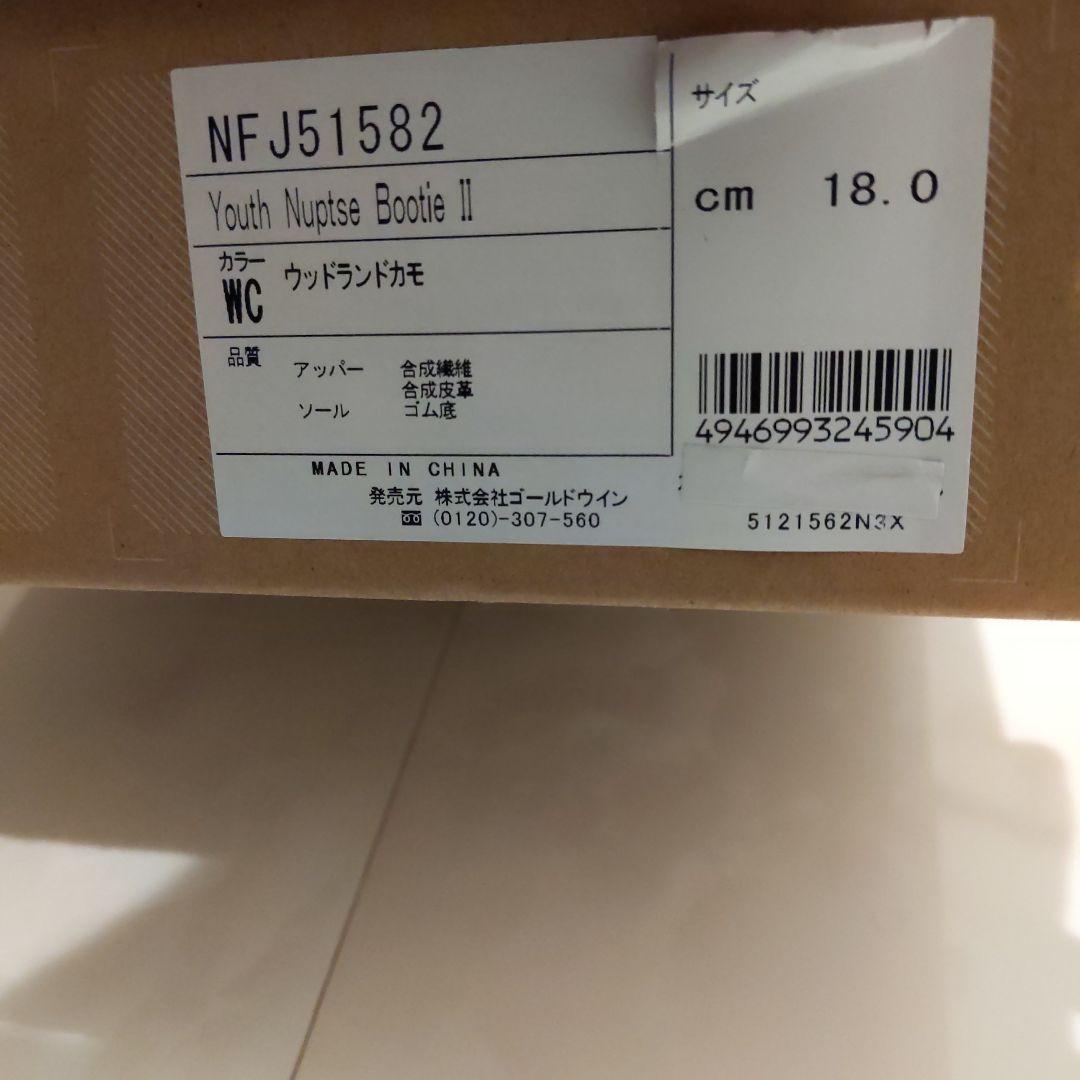 NFJ51582
Youth Nuptse Bootie II
カラー
WC ウッドランドカモ
品質 アッパー 合成繊維
合成皮革
ソール ゴム底
MADE IN CHINA
発売元 株式会社ゴールドウイン
(0120)-307-560
サイズ
cm 18.0
4946993245904
5121562N3X